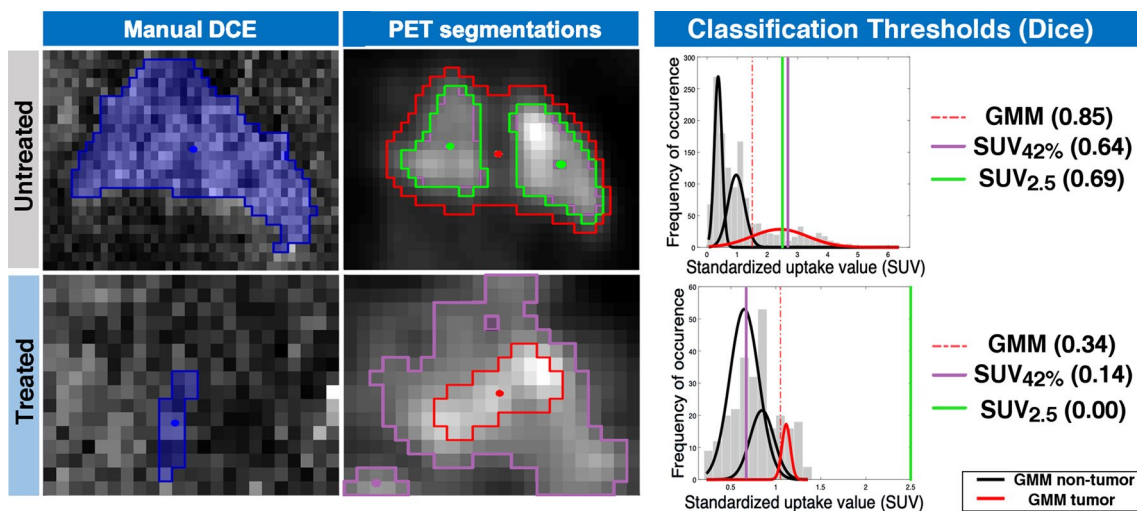 Manual DCE
PET segmentations
Classification Thresholds (Dice)
Untreated
Frequency of occurence
300
250
200
150
100
50
0
0 1 2 3 4 5 6
Standardized uptake value (SUV)
GMM (0.85)
SUV42% (0.64)
SUV2.5 (0.69)
Treated
Frequency of occurence
60
50
40
30
20
10
0
0.5 1 1.5 2 2.5
Standardized uptake value (SUV)
GMM (0.34)
SUV42% (0.14)
SUV2.5 (0.00)
GMM non-tumor
GMM tumor